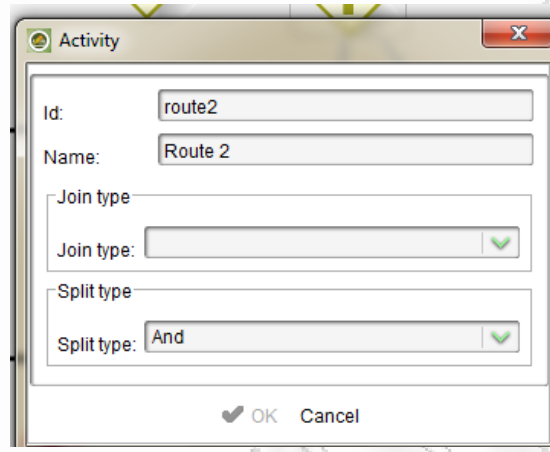 Activity
Id: route2
Name: Route 2
Join type
Join type:
Split type
Split type: And
OK Cancel